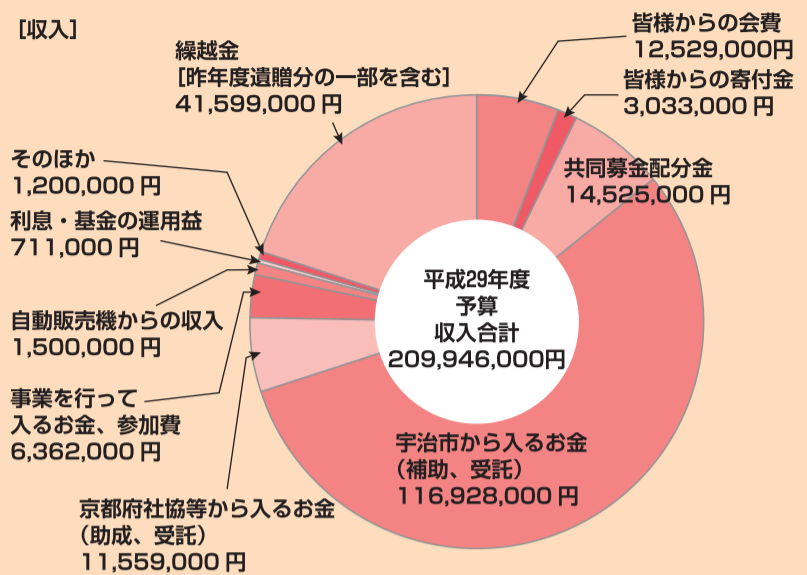 [収入]
皆様からの会費
12,529,000円
皆様からの寄付金
3,033,000 円
共同募金配分金
14,525,000 円
宇治市から入るお金
（補助、受託）
116,928,000 円
京都府社協等から入るお金
（助成、受託）
11,559,000 円
事業を行って
入るお金、参加費
6,362,000 円
自動販売機からの収入
1,500,000 円
利息・基金の運用益
711,000 円
そのほか
1,200,000 円
繰越金
[昨年度遺贈分の一部を含む]
41,599,000 円
平成29年度
予算
収入合計
209,946,000円